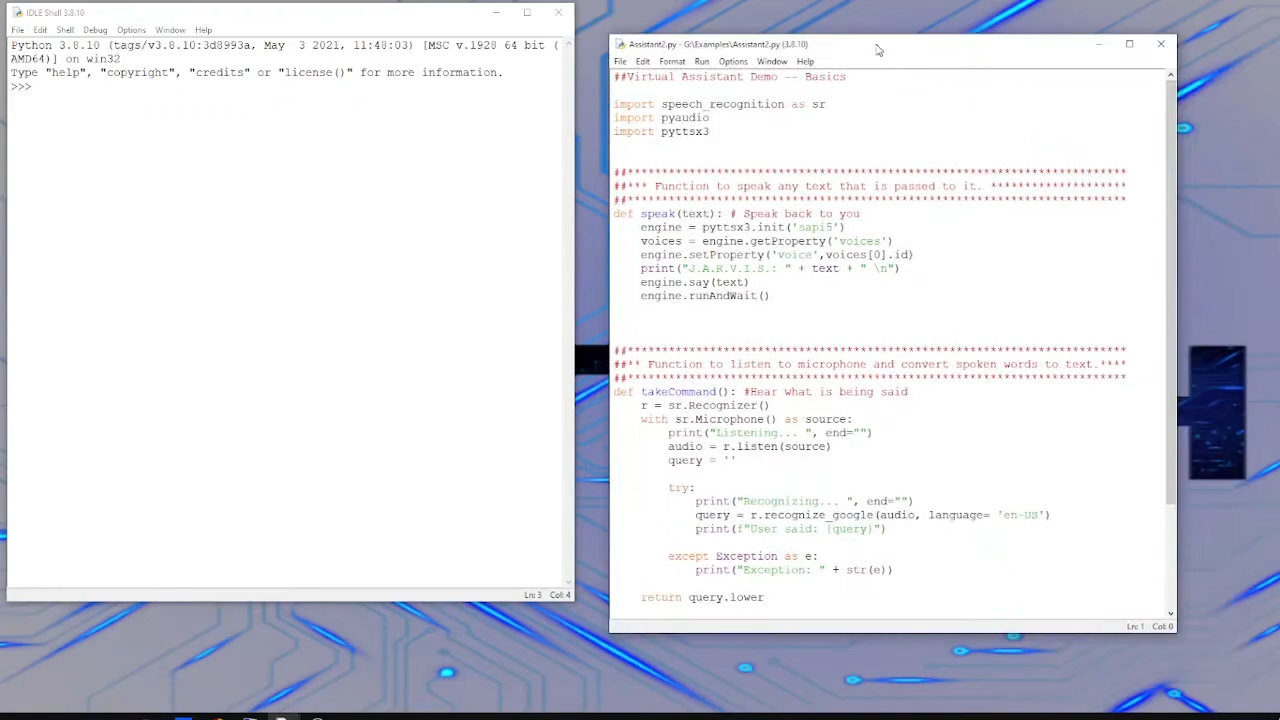 IDLE Shell 3.8.10
File Edit Shell Debug Options Window Help
Python 3.8.10 (tags/v3.8.10:3d8993a, May  3 2021, 11:48:03) [MSC v.1928 64 bit (
AMD64)] on win32
Type "help", "copyright", "credits" or "license()" for more information.
>>>
Ln: 3 Col: 4
Assistant2.py - G:\Examples\Assistant2.py (3.8.10)
File Edit Format Run Options Window Help
##Virtual Assistant Demo -- Basics
import speech_recognition as sr
import pyaudio
import pyttsx3
##*************************************************************************
##*** Function to speak any text that is passed to it. ********************
##*************************************************************************
def speak(text): # Speak back to you
    engine = pyttsx3.init('sapi5')
    voices = engine.getProperty('voices')
    engine.setProperty('voice',voices[0].id)
    print("J.A.R.V.I.S.: " + text + " \n")
    engine.say(text)
    engine.runAndWait()
##*************************************************************************
##** Function to listen to microphone and convert spoken words to text.****
##*************************************************************************
def takeCommand(): #Hear what is being said
    r = sr.Recognizer()
    with sr.Microphone() as source:
        print("Listening... ", end="")
        audio = r.listen(source)
        query = ''
        try:
            print("Recognizing... ", end="")
            query = r.recognize_google(audio, language= 'en-US')
            print(f"User said: {query}")
        except Exception as e:
            print("Exception: " + str(e))
    return query.lower
Ln: 1 Col: 0